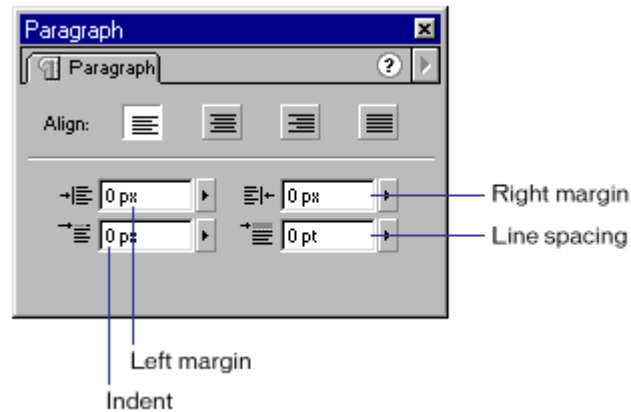 Paragraph
Paragraph ?
Align:
0 px 0 px Right margin
0 px 0 pt Line spacing
Left margin
Indent